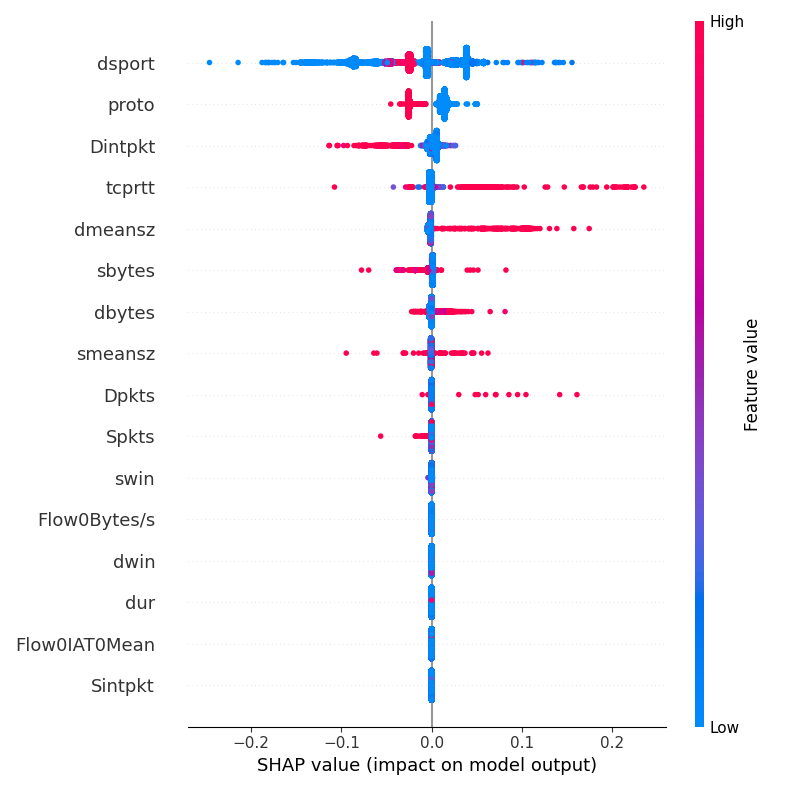 High
dsport
proto
Dintpkt
tcprtt
dmeansz
sbytes
dbytes
smeansz
Dpkts
Spkts
swin
Flow0Bytes/s
dwin
dur
Flow0IAT0Mean
Sintpkt
Feature value
Low
−0.2 −0.1 0.0 0.1 0.2
SHAP value (impact on model output)